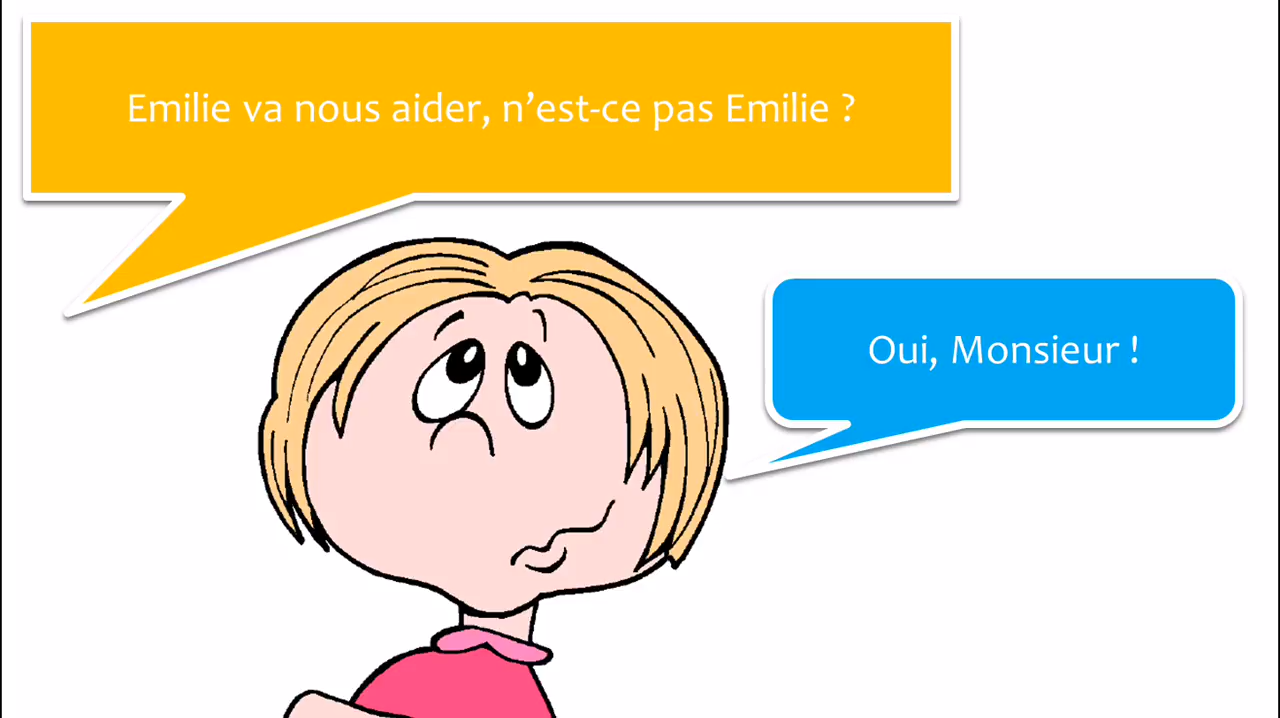 Emilie va nous aider, n’est-ce pas Emilie ?
Oui, Monsieur !